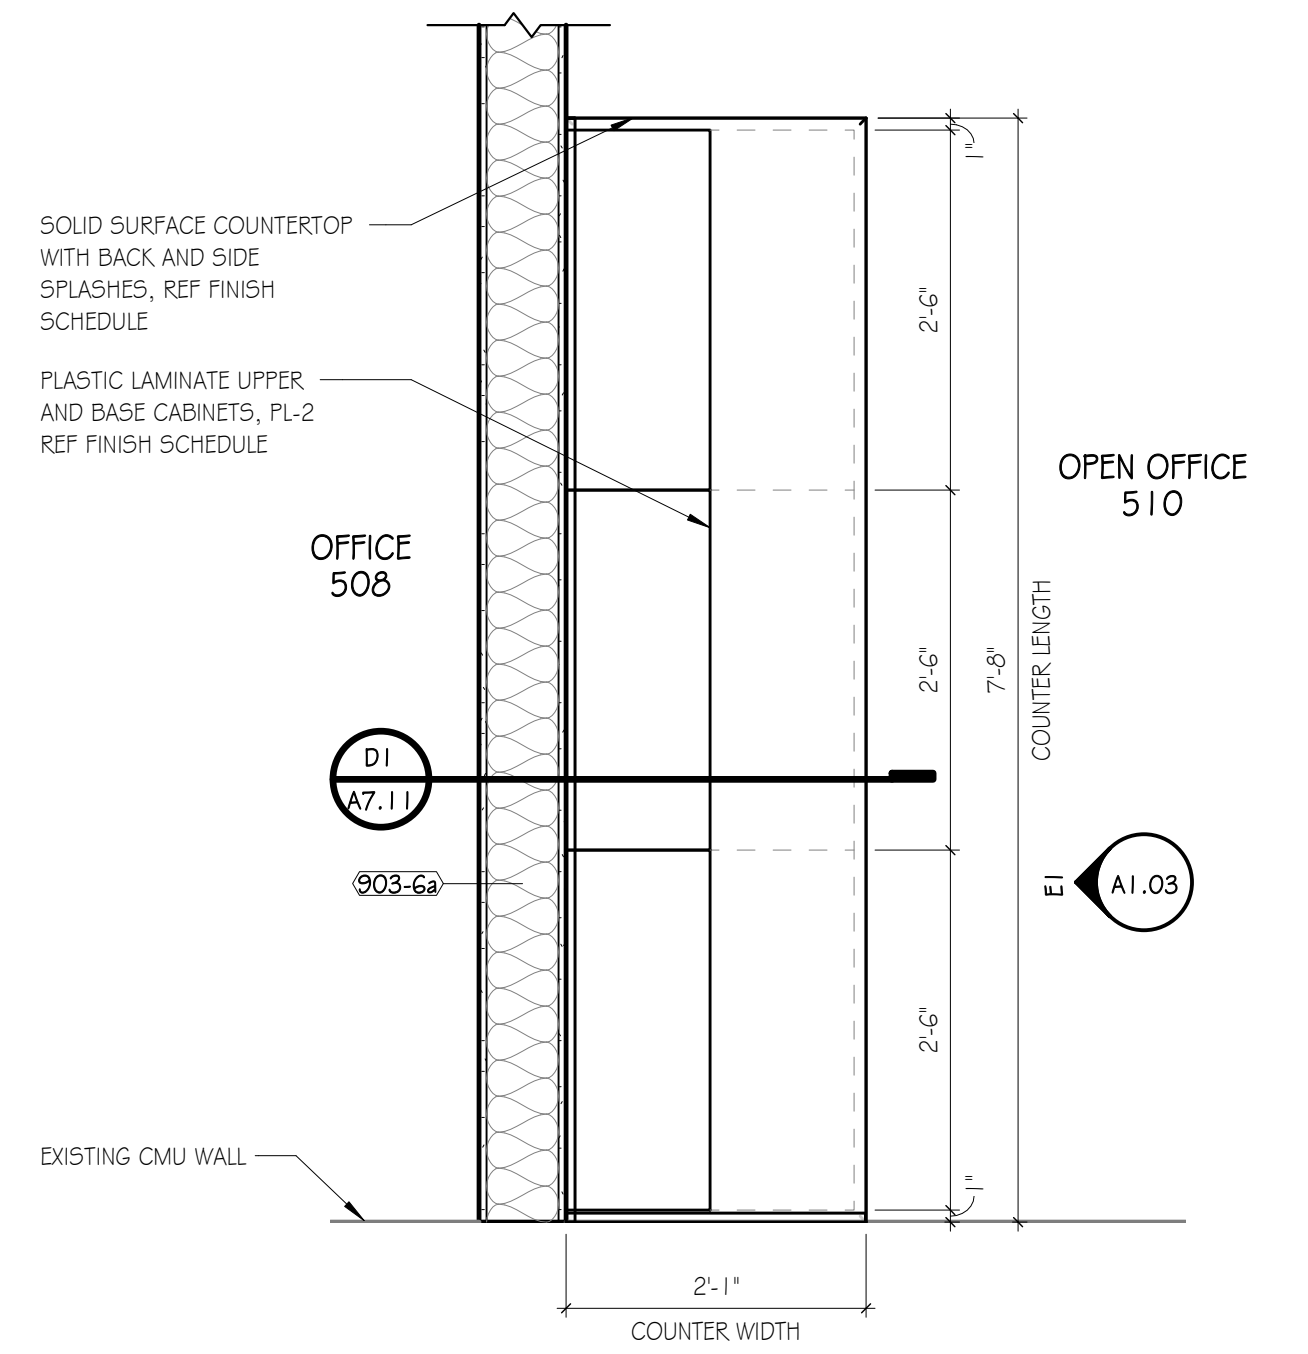 1"
SOLID SURFACE COUNTERTOP
WITH BACK AND SIDE
SPLASHES, REF FINISH
SCHEDULE
2'-6"
PLASTIC LAMINATE UPPER
AND BASE CABINETS, PL-2
REF FINISH SCHEDULE
OPEN OFFICE
510
OFFICE
508
2'-6"
7'-8"
COUNTER LENGTH
D1
A7.11
903-6a
E1
A1.03
2'-6"
EXISTING CMU WALL
1"
2'-1"
COUNTER WIDTH